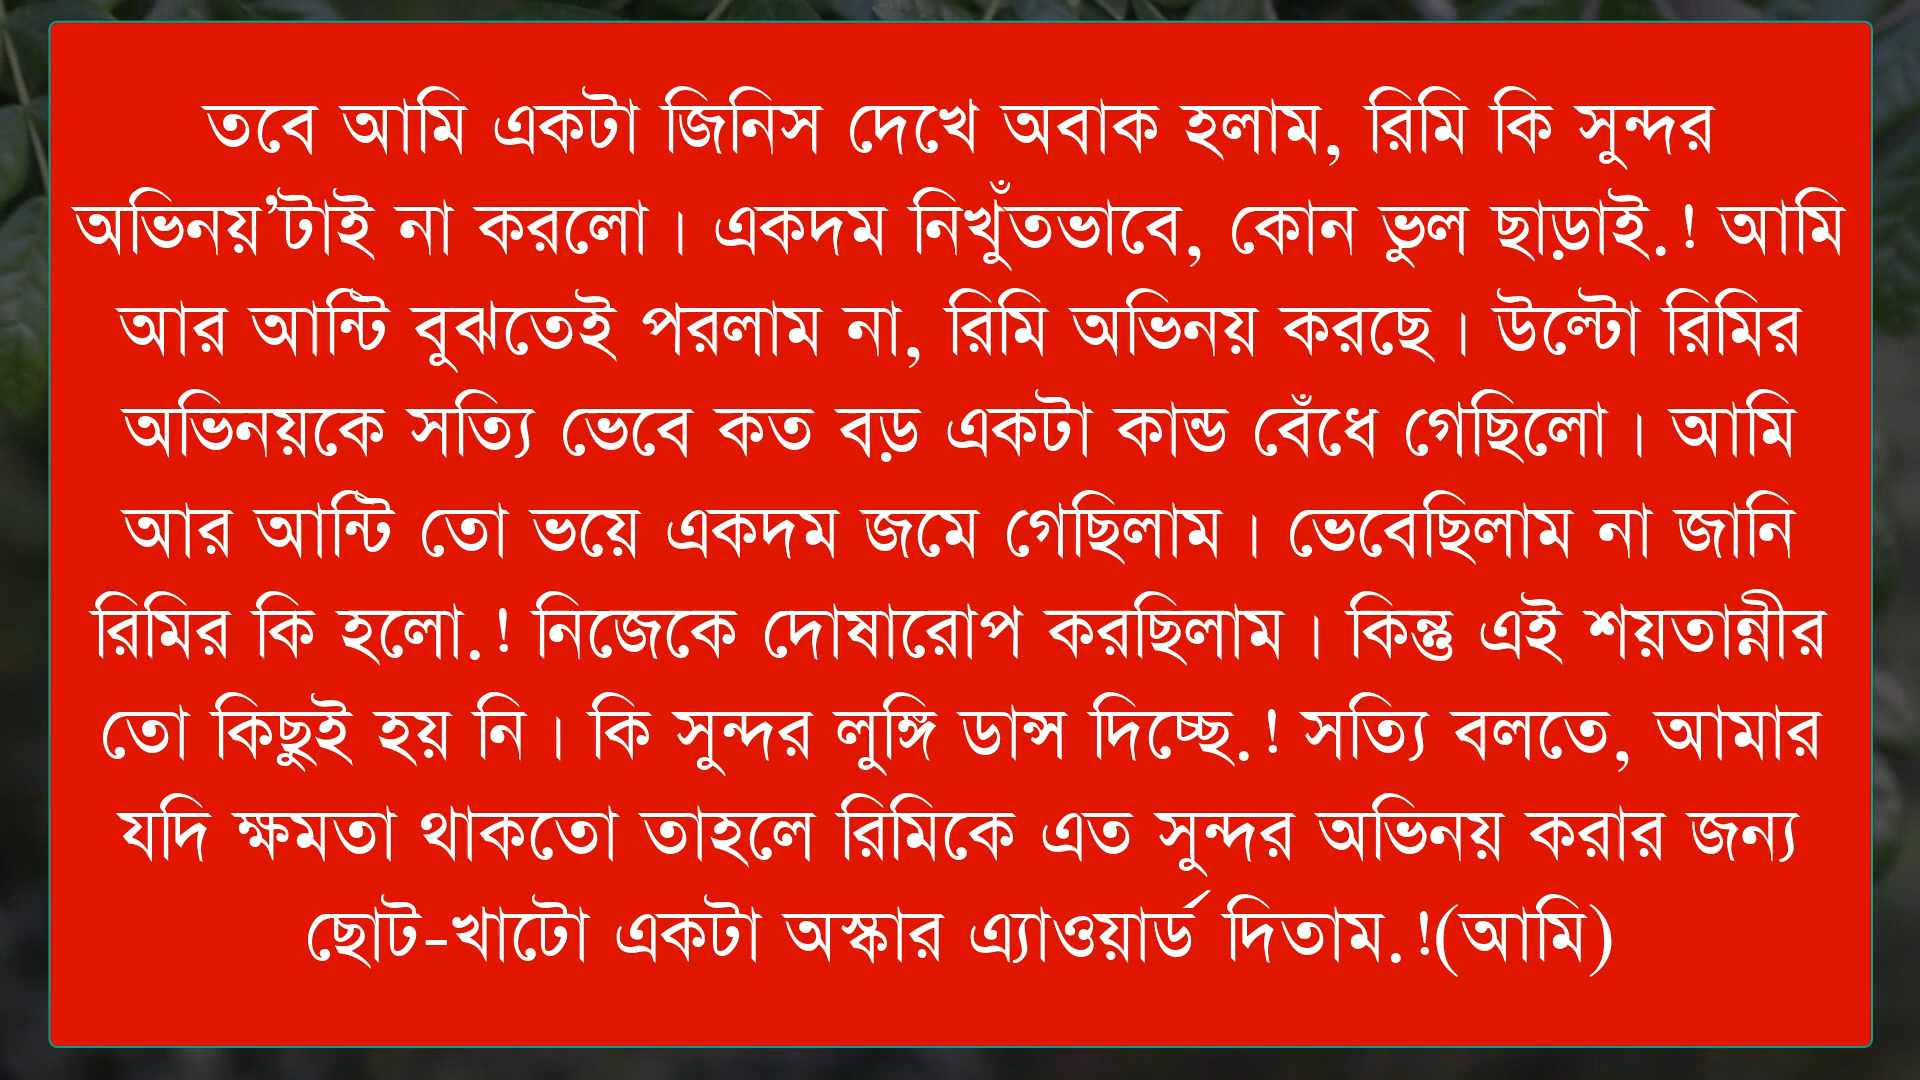 তবে আমি একটা জিনিস দেখে অবাক হলাম, রিমি কি সুন্দর
অভিনয়’টাই না করলো। একদম নিখুঁতভাবে, কোন ভুল ছাড়াই.! আমি
আর আন্টি বুঝতেই পরলাম না, রিমি অভিনয় করছে। উল্টো রিমির
অভিনয়কে সত্যি ভেবে কত বড় একটা কান্ড বেঁধে গেছিলো। আমি
আর আন্টি তো ভয়ে একদম জমে গেছিলাম। ভেবেছিলাম না জানি
রিমির কি হলো.! নিজেকে দোষারোপ করছিলাম। কিন্তু এই শয়তান্নীর
তো কিছুই হয় নি। কি সুন্দর লুঙ্গি ডান্স দিচ্ছে.! সত্যি বলতে, আমার
যদি ক্ষমতা থাকতো তাহলে রিমিকে এত সুন্দর অভিনয় করার জন্য
ছোট-খাটো একটা অস্কার এ্যাওয়ার্ড দিতাম.!(আমি)